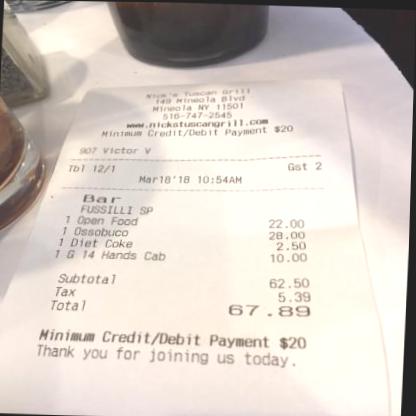 Nick's Tuscan Grill
149 Mineola Blvd
Mineola NY 11501
516-747-2545
www.nickstuscangrill.com
Minimum Credit/Debit Payment $20
907 Victor V
Tbl 12/1 Gst 2
Mar18'18 10:54AM
Bar
FUSSILLI SP
1 Open Food 22.00
1 Ossobuco 28.00
1 Diet Coke 2.50
1 G 14 Hands Cab 10.00
Subtotal 62.50
Tax 5.39
Total 67.89
Minimum Credit/Debit Payment $20
Thank you for joining us today.